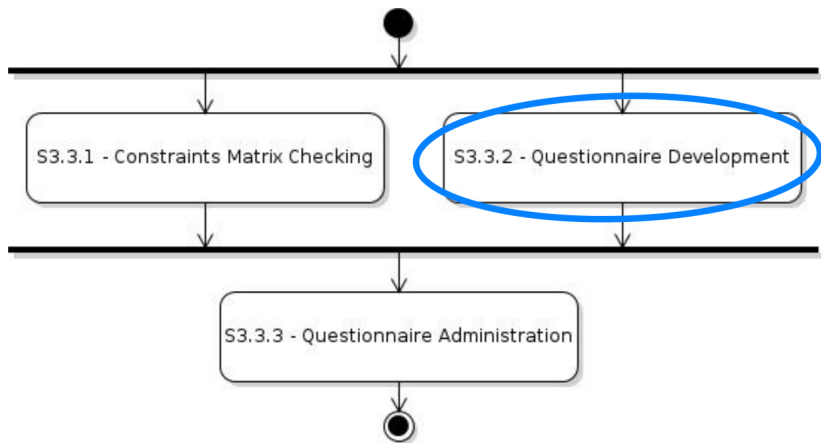 S3.3.1 - Constraints Matrix Checking
S3.3.2 - Questionnaire Development
S3.3.3 - Questionnaire Administration